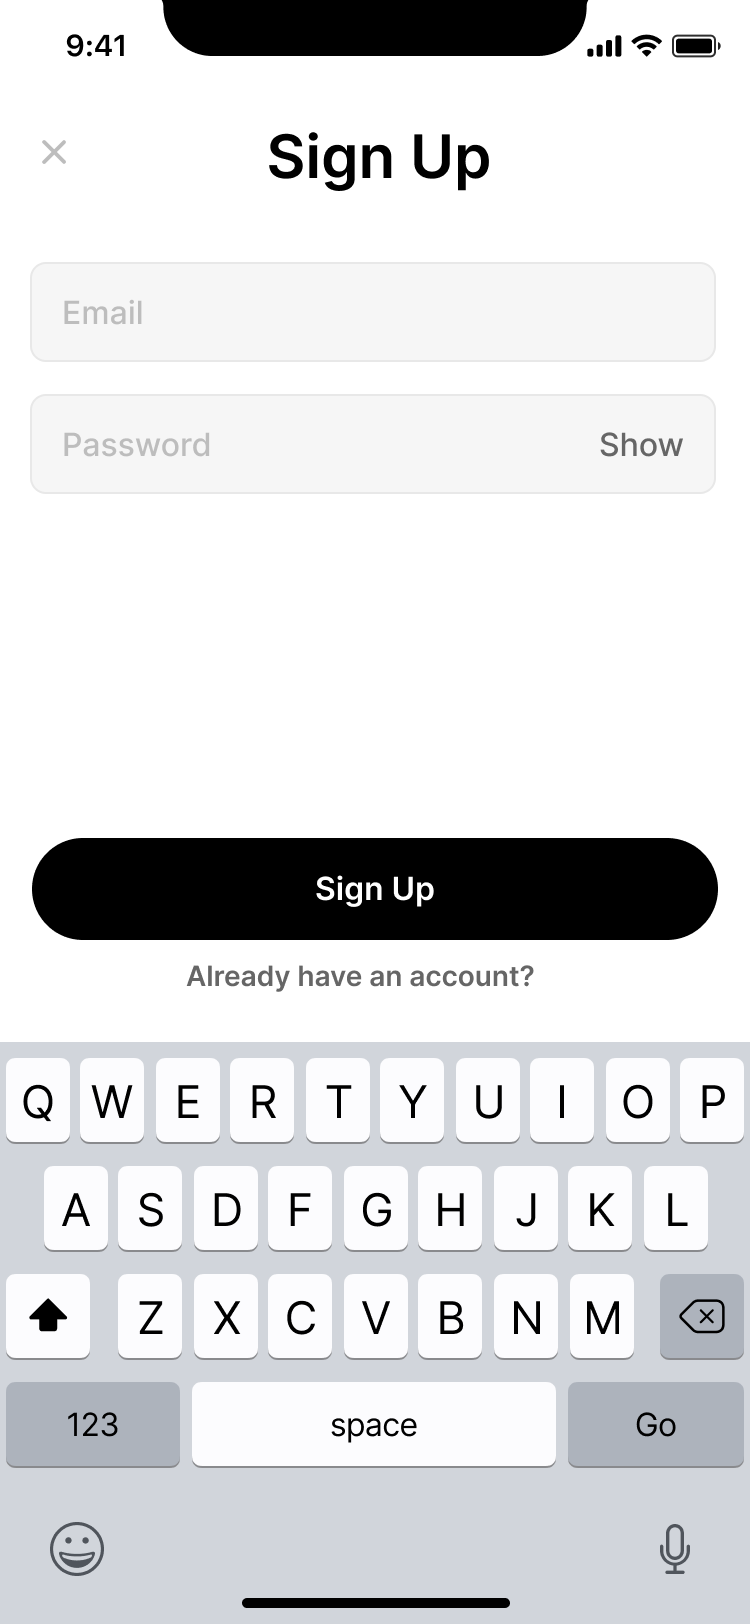 9:41
Sign Up
Email
Password Show
Sign Up
Already have an account?
Q W E R T Y U I O P
A S D F G H J K L
Z X C V B N M
123 space Go